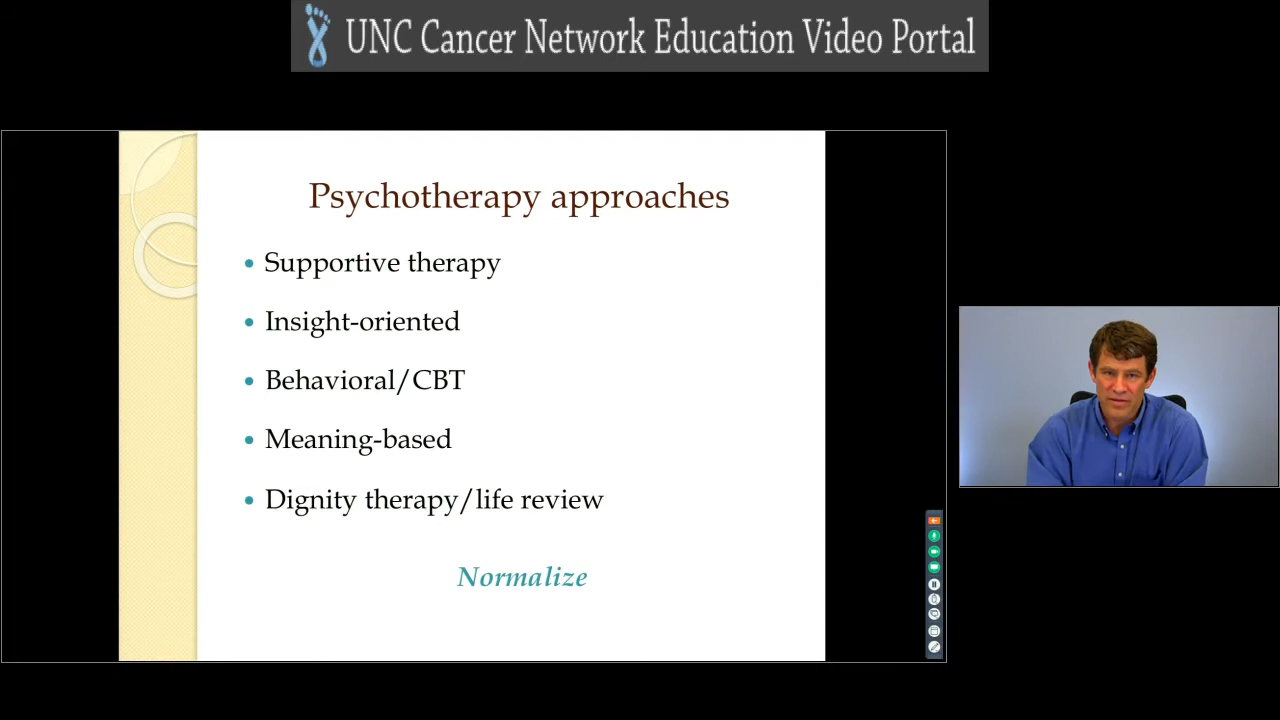 UNC Cancer Network Education Video Portal
Psychotherapy approaches
• Supportive therapy
• Insight-oriented
• Behavioral/CBT
• Meaning-based
• Dignity therapy/life review
Normalize